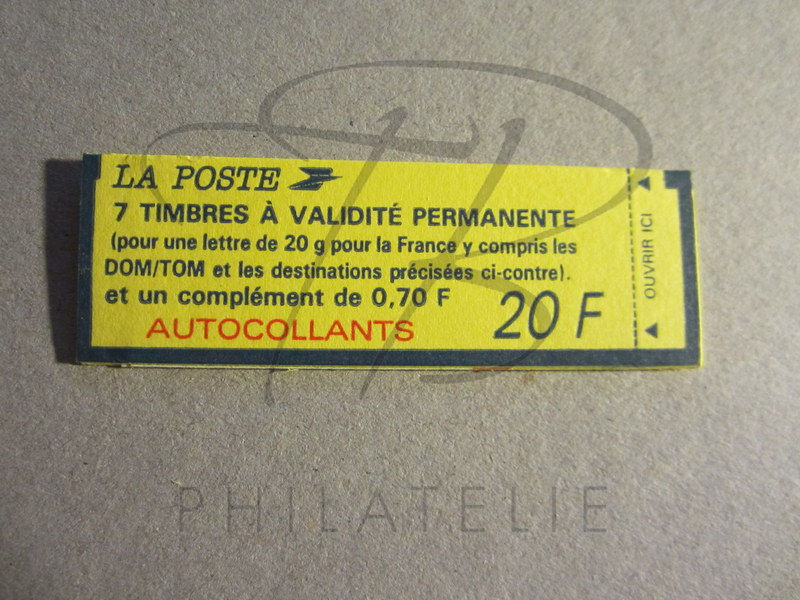 LA POSTE
7 TIMBRES À VALIDITÉ PERMANENTE
(pour une lettre de 20 g pour la France y compris les
DOM/TOM et les destinations précisées ci-contre).
et un complément de 0,70 F
AUTOCOLLANTS
20 F
OUVRIR ICI
PB
PHILATELIE